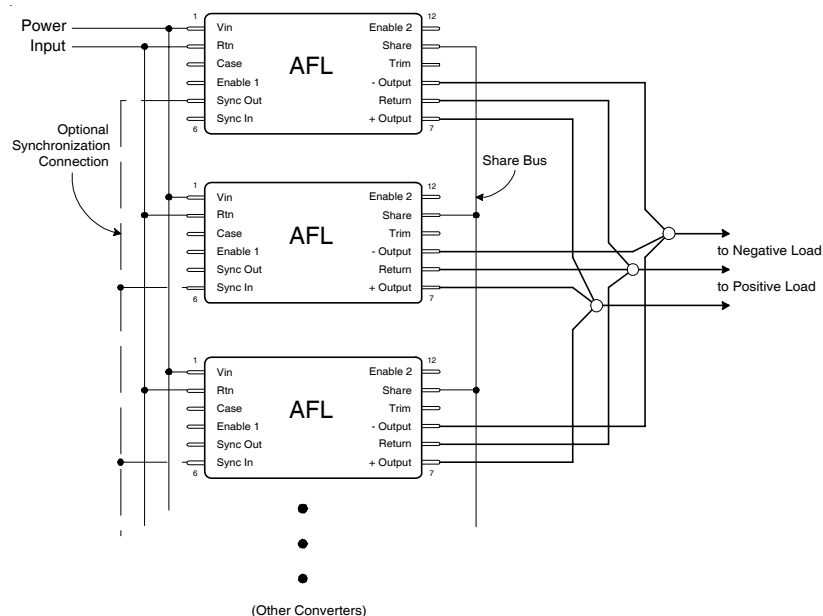 Power
Input
1
12
Vin
Enable 2
Rtn
Share
Case
AFL
Trim
Enable 1
- Output
Sync Out
Return
Sync In
+ Output
6
7
Optional
Synchronization
Connection
Share Bus
1
12
Vin
Enable 2
Rtn
Share
Case
AFL
Trim
Enable 1
- Output
Sync Out
Return
Sync In
+ Output
6
7
to Negative Load
to Positive Load
1
12
Vin
Enable 2
Rtn
Share
Case
AFL
Trim
Enable 1
- Output
Sync Out
Return
Sync In
+ Output
6
7
(Other Converters)